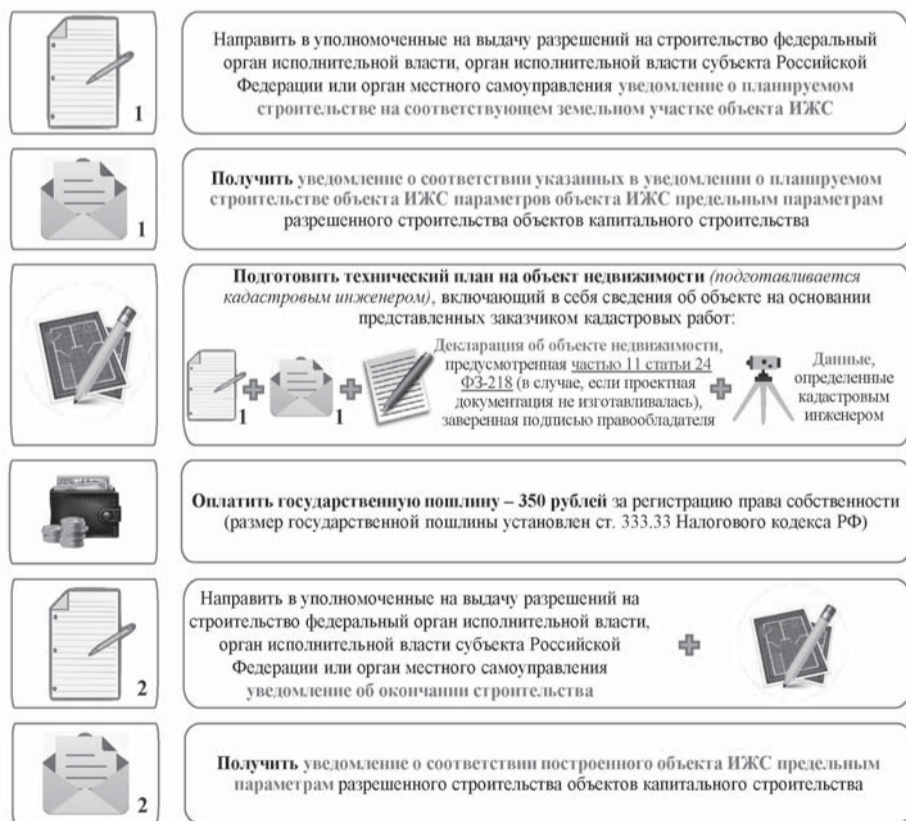 1
Направить в уполномоченные на выдачу разрешений на строительство федеральный
орган исполнительной власти, орган исполнительной власти субъекта Российской
Федерации или орган местного самоуправления уведомление о планируемом
строительстве на соответствующем земельном участке объекта ИЖС
1
Получить уведомление о соответствии указанных в уведомлении о планируемом
строительстве объекта ИЖС параметров объекта ИЖС предельным параметрам
разрешенного строительства объектов капитального строительства
Подготовить технический план на объект недвижимости (подготавливается
кадастровым инженером), включающий в себя сведения об объекте на основании
представленных заказчиком кадастровых работ:
1
1
Декларация об объекте недвижимости,
предусмотренная частью 11 статьи 24
ФЗ-218 (в случае, если проектная
документация не изготавливалась),
заверенная подписью правообладателя
Данные,
определенные
кадастровым
инженером
Оплатить государственную пошлину – 350 рублей за регистрацию права собственности
(размер государственной пошлины установлен ст. 333.33 Налогового кодекса РФ)
2
Направить в уполномоченные на выдачу разрешений на
строительство федеральный орган исполнительной власти,
орган исполнительной власти субъекта Российской
Федерации или орган местного самоуправления
уведомление об окончании строительства
2
Получить уведомление о соответствии построенного объекта ИЖС предельным
параметрам разрешенного строительства объектов капитального строительства